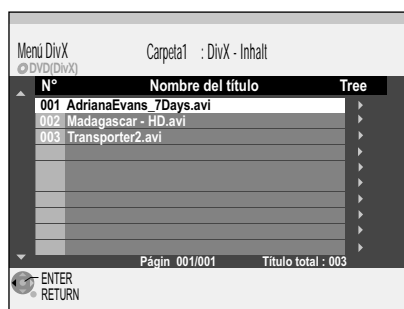 Menú DivX Carpeta1 : DivX - Inhalt
DVD(DivX)
N° Nombre del título Tree
001 AdrianaEvans_7Days.avi
002 Madagascar - HD.avi
003 Transporter2.avi
Págin 001/001 Título total : 003
ENTER
RETURN